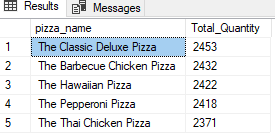 Results Messages
pizza_name Total_Quantity
1 The Classic Deluxe Pizza 2453
2 The Barbecue Chicken Pizza 2432
3 The Hawaiian Pizza 2422
4 The Pepperoni Pizza 2418
5 The Thai Chicken Pizza 2371